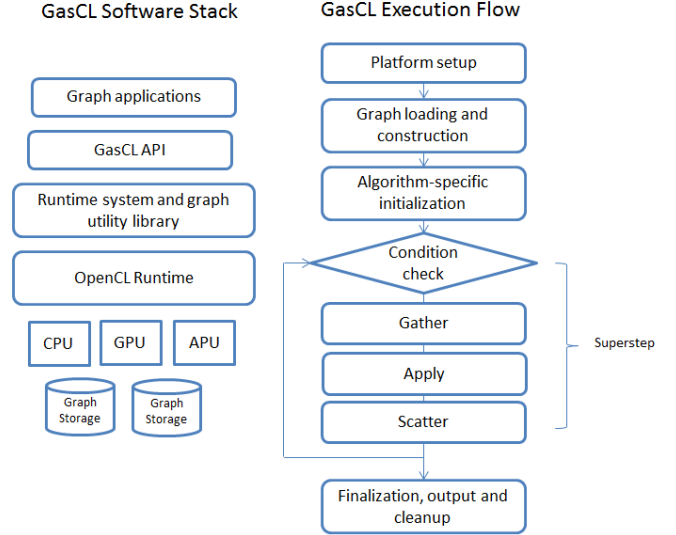 GasCL Software Stack
Graph applications
GasCL API
Runtime system and graph
utility library
OpenCL Runtime
CPU
GPU
APU
Graph
Storage
Graph
Storage
GasCL Execution Flow
Platform setup
Graph loading and
construction
Algorithm-specific
initialization
Condition
check
Gather
Apply
Scatter
Superstep
Finalization, output and
cleanup